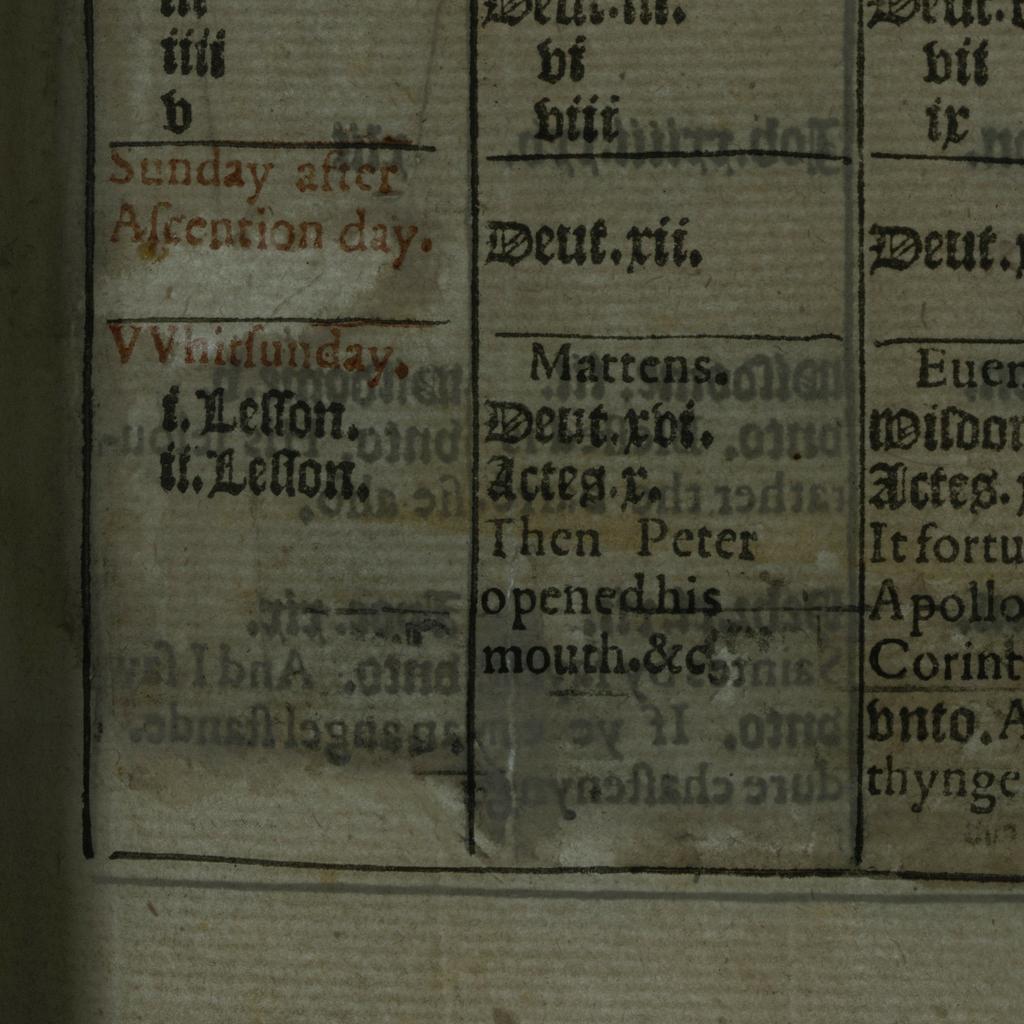 iii
iiii
v
Sunday after
Aſcention day.
VVhitſunday.
i. Leſſon.
ii. Leſſon.
Deut.iii.
vi
viii
Deut.xii.
Mattens.
Deut.xvi.
Actes.x.
Then Peter
opened his
mouth.&c.
Deut.
vii
ix
Deut.
Euen
Wiſdom
Actes.
It fortu
Apollo
Corint
vnto. A
thynge